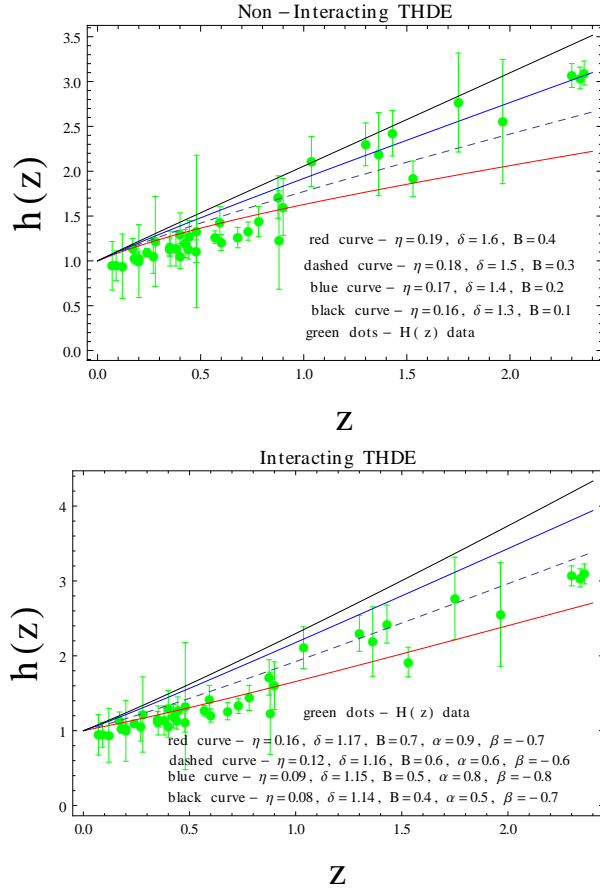 Non-Interacting THDE
3.5
3.0
2.5
2.0
1.5
1.0
0.5
0.0
h(z)
red curve- η=0.19, δ=1.6, B=0.4
dashed curve- η=0.18, δ=1.5, B=0.3
blue curve- η=0.17, δ=1.4, B=0.2
black curve- η=0.16, δ=1.3, B=0.1
green dots-H(z) data
0.0 0.5 1.0 1.5 2.0
z
Interacting THDE
4
3
2
1
0
h(z)
green dots-H(z) data
red curve- η=0.16, δ=1.17, B=0.7, α=0.9, β=-0.7
dashed curve- η=0.12, δ=1.16, B=0.6, α=0.6, β=-0.6
blue curve- η=0.09, δ=1.15, B=0.5, α=0.8, β=-0.8
black curve- η=0.08, δ=1.14, B=0.4, α=0.5, β=-0.7
0.0 0.5 1.0 1.5 2.0
z